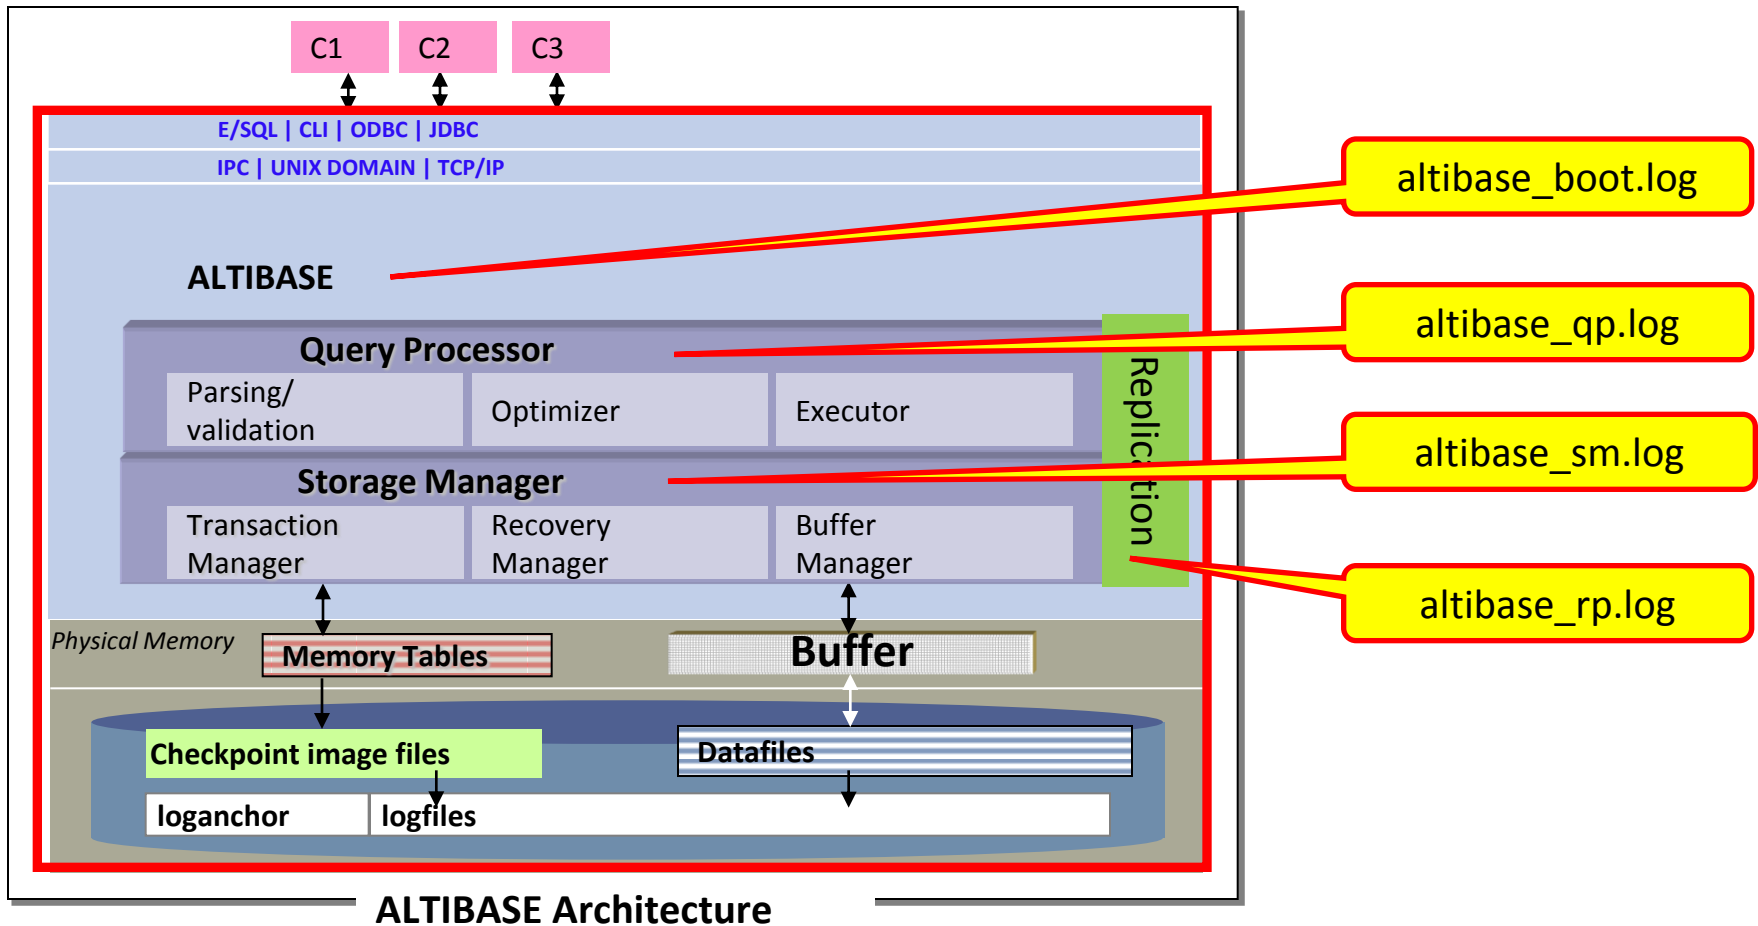 C1
C2
C3
E/SQL | CLI | ODBC | JDBC
IPC | UNIX DOMAIN | TCP/IP
altibase_boot.log
ALTIBASE
altibase_qp.log
Query Processor
Replication
Parsing/
validation
Optimizer
Executor
altibase_sm.log
Storage Manager
Transaction
Manager
Recovery
Manager
Buffer
Manager
altibase_rp.log
Physical Memory
Memory Tables
Buffer
Checkpoint image files
Datafiles
loganchor
logfiles
ALTIBASE Architecture